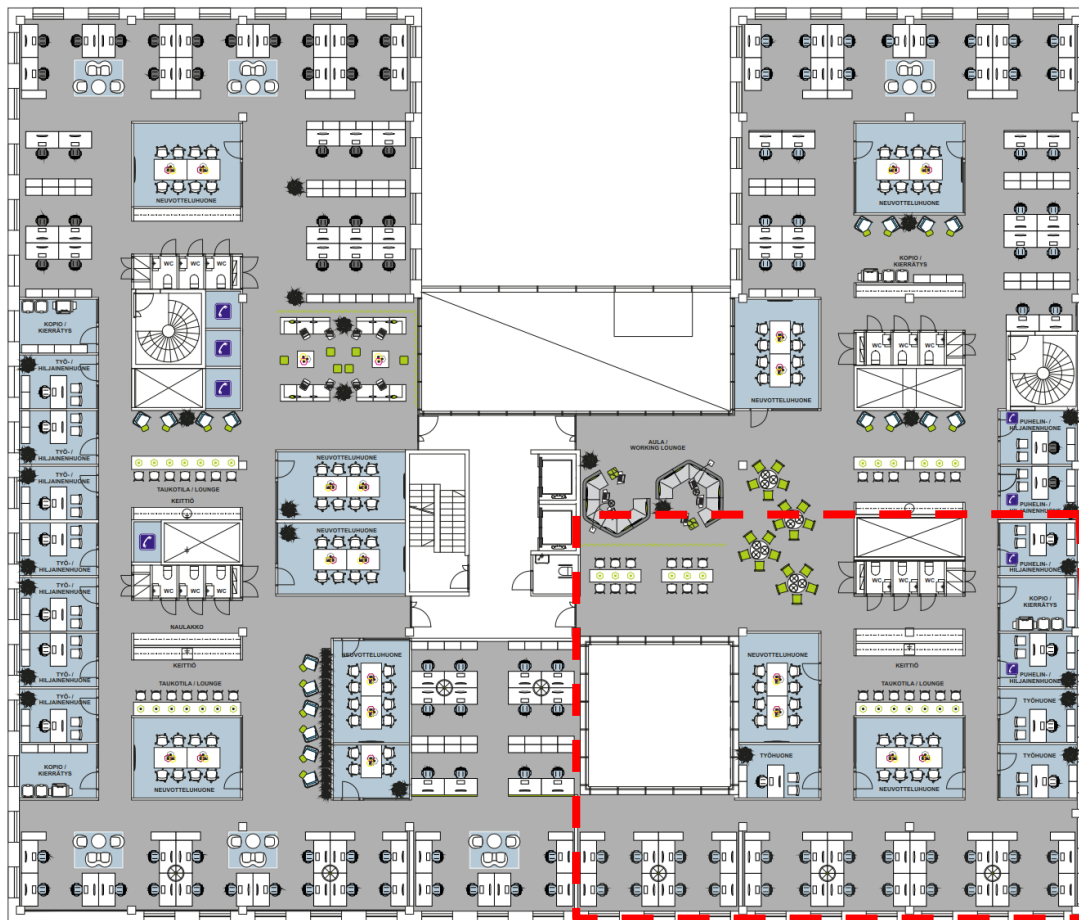 NEUVOTTELUHUONE
NEUVOTTELUHUONE
WC
WC
WC
KOPIO /
KIERRÄTYS
KOPIO /
KIERRÄTYS
TYÖ- /
HILJAINENHUONE
WC
WC
WC
NEUVOTTELUHUONE
TYÖ- /
HILJAINENHUONE
PUHELIN- /
HILJAINENHUONE
AULA /
WORKING LOUNGE
NEUVOTTELUHUONE
TYÖ- /
HILJAINENHUONE
TAUKOTILA / LOUNGE
KEITTIÖ
PUHELIN- /
HILJAINENHUONE
NEUVOTTELUHUONE
TYÖ- /
HILJAINENHUONE
PUHELIN- /
HILJAINENHUONE
WC
WC
WC
WC
WC
WC
TYÖ- /
HILJAINENHUONE
KOPIO /
KIERRÄTYS
NAULAKKO
TYÖ- /
HILJAINENHUONE
KEITTIÖ
NEUVOTTELUHUONE
NEUVOTTELUHUONE
KEITTIÖ
PUHELIN- /
HILJAINENHUONE
TAUKOTILA / LOUNGE
TAUKOTILA / LOUNGE
TYÖ- /
HILJAINENHUONE
TYÖHUONE
TYÖHUONE
TYÖHUONE
KOPIO /
KIERRÄTYS
NEUVOTTELUHUONE
NEUVOTTELUHUONE